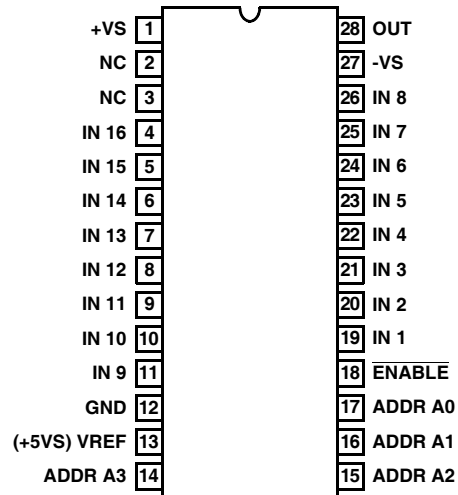 +VS 1 28 OUT
NC 2 27 -VS
NC 3 26 IN 8
IN 16 4 25 IN 7
IN 15 5 24 IN 6
IN 14 6 23 IN 5
IN 13 7 22 IN 4
IN 12 8 21 IN 3
IN 11 9 20 IN 2
IN 10 10 19 IN 1
IN 9 11 18 ENABLE
GND 12 17 ADDR A0
(+5VS) VREF 13 16 ADDR A1
ADDR A3 14 15 ADDR A2